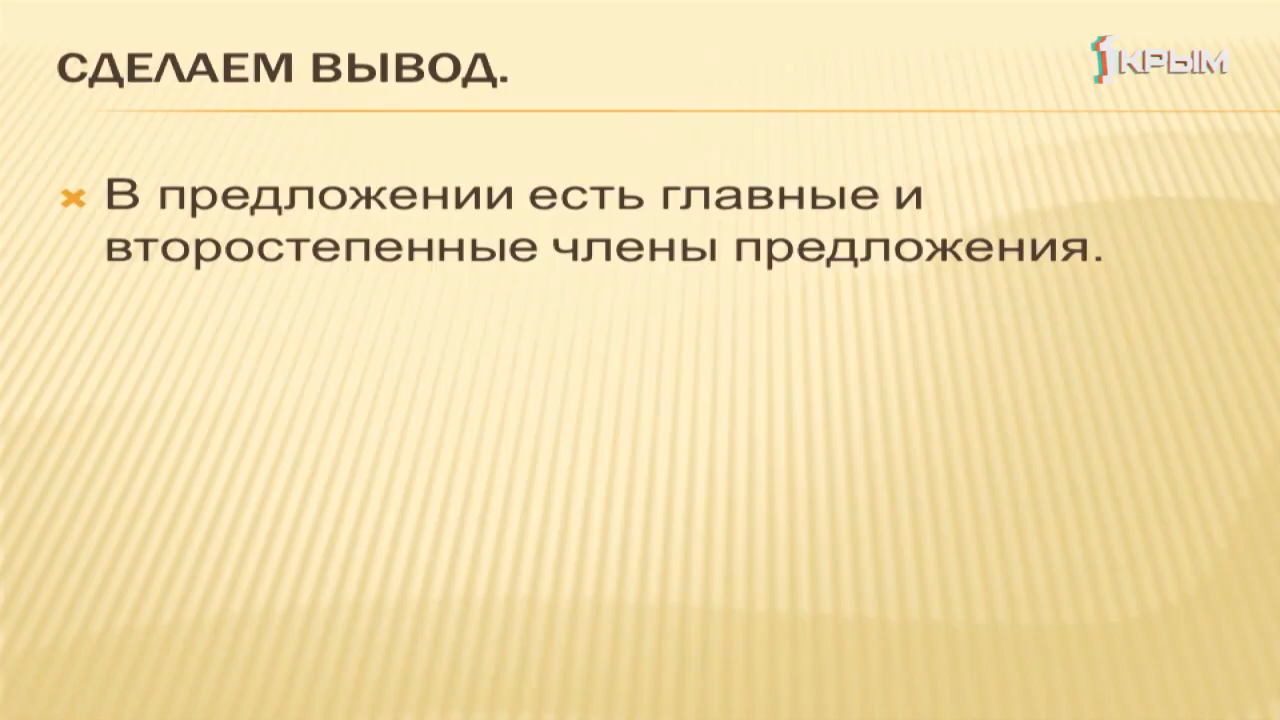 СДЕЛАЕМ ВЫВОД.
1КРЫМ
В предложении есть главные и
второстепенные члены предложения.